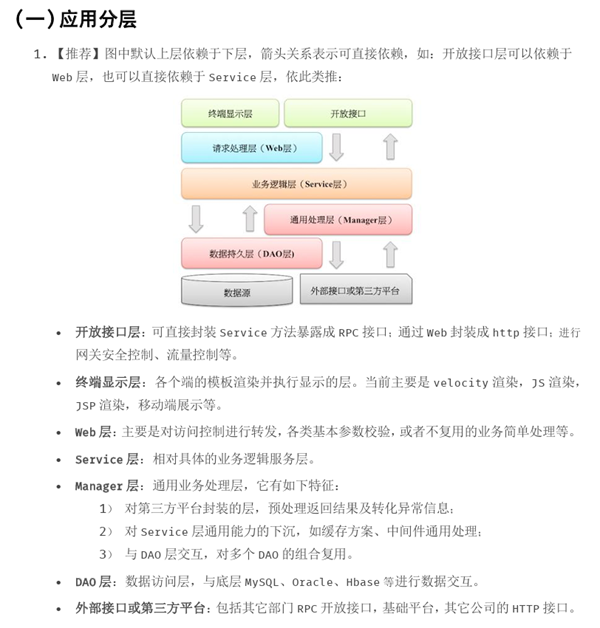 (一)应用分层
1. 【推荐】图中默认上层依赖于下层，箭头关系表示可直接依赖，如：开放接口层可以依赖于
Web 层，也可以直接依赖于 Service 层，依此类推：
终端显示层
开放接口
请求处理层（Web层）
业务逻辑层（Service层）
通用处理层（Manager层）
数据持久层（DAO层）
数据源
外部接口或第三方平台
• 开放接口层：可直接封装 Service 方法暴露成 RPC 接口；通过 Web 封装成 http 接口；进行
网关安全控制、流量控制等。
• 终端显示层：各个端的模板渲染并执行显示的层。当前主要是 velocity 渲染，JS 渲染，
JSP 渲染，移动端展示等。
• Web 层：主要是对访问控制进行转发，各类基本参数校验，或者不复用的业务简单处理等。
• Service 层：相对具体的业务逻辑服务层。
• Manager 层：通用业务处理层，它有如下特征：
1） 对第三方平台封装的层，预处理返回结果及转化异常信息；
2） 对 Service 层通用能力的下沉，如缓存方案、中间件通用处理；
3） 与 DAO 层交互，对多个 DAO 的组合复用。
• DAO 层：数据访问层，与底层 MySQL、Oracle、Hbase 等进行数据交互。
• 外部接口或第三方平台：包括其它部门 RPC 开放接口，基础平台，其它公司的 HTTP 接口。